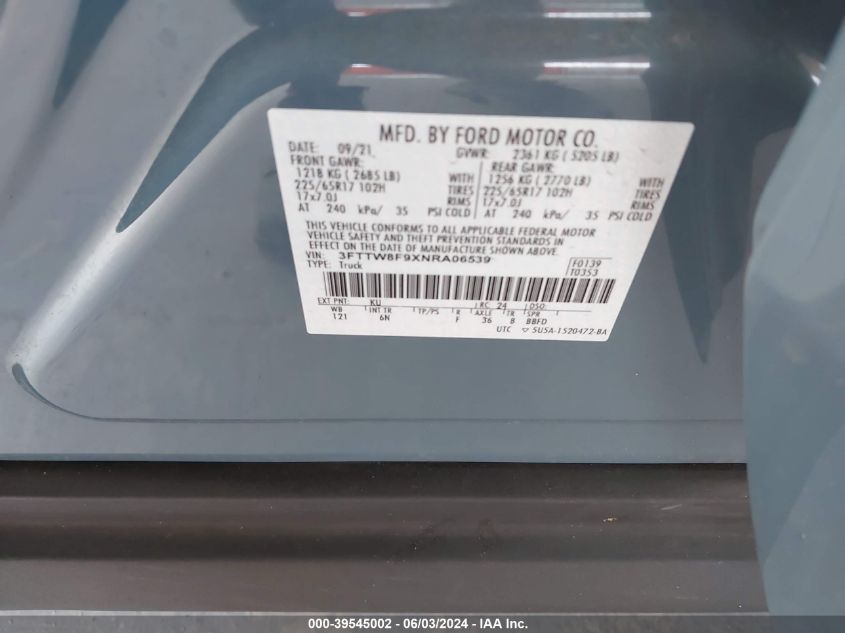 MFD. BY FORD MOTOR CO.
DATE: 09/21 GVWR: 2361 KG ( 5205 LB)
FRONT GAWR: REAR GAWR:
1218 KG ( 2685 LB) WITH 1256 KG ( 2770 LB) WITH
225/65R17 102H TIRES 225/65R17 102H TIRES
17x7.0J RIMS 17x7.0J RIMS
AT 240 kPa/ 35 PSI COLD AT 240 kPa/ 35 PSI COLD
THIS VEHICLE CONFORMS TO ALL APPLICABLE FEDERAL MOTOR
VEHICLE SAFETY AND THEFT PREVENTION STANDARDS IN
EFFECT ON THE DATE OF MANUFACTURE SHOWN ABOVE.
VIN: 3FTTW8F9XNRA06539 F0139
TYPE: Truck T0353
EXT PNT: KU RC: 24 DSO:
WB INT TR TP/PS R AXLE TR SPR
121 6N F 36 8 BBFD
UTC ▽ 5U5A-1520472-BA
000-39545002 - 06/03/2024 - IAA Inc.